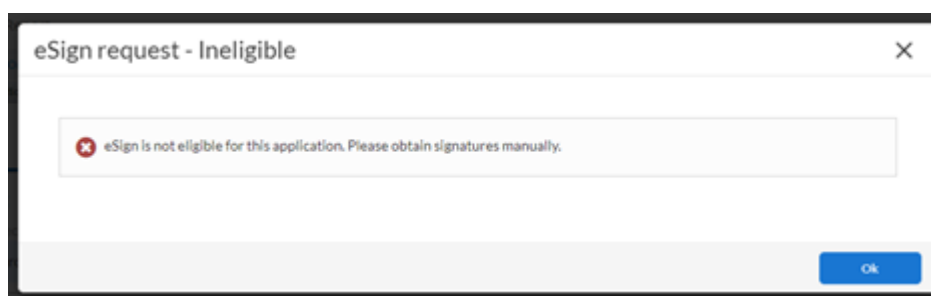 eSign request - Ineligible
eSign is not eligible for this application. Please obtain signatures manually.
Ok